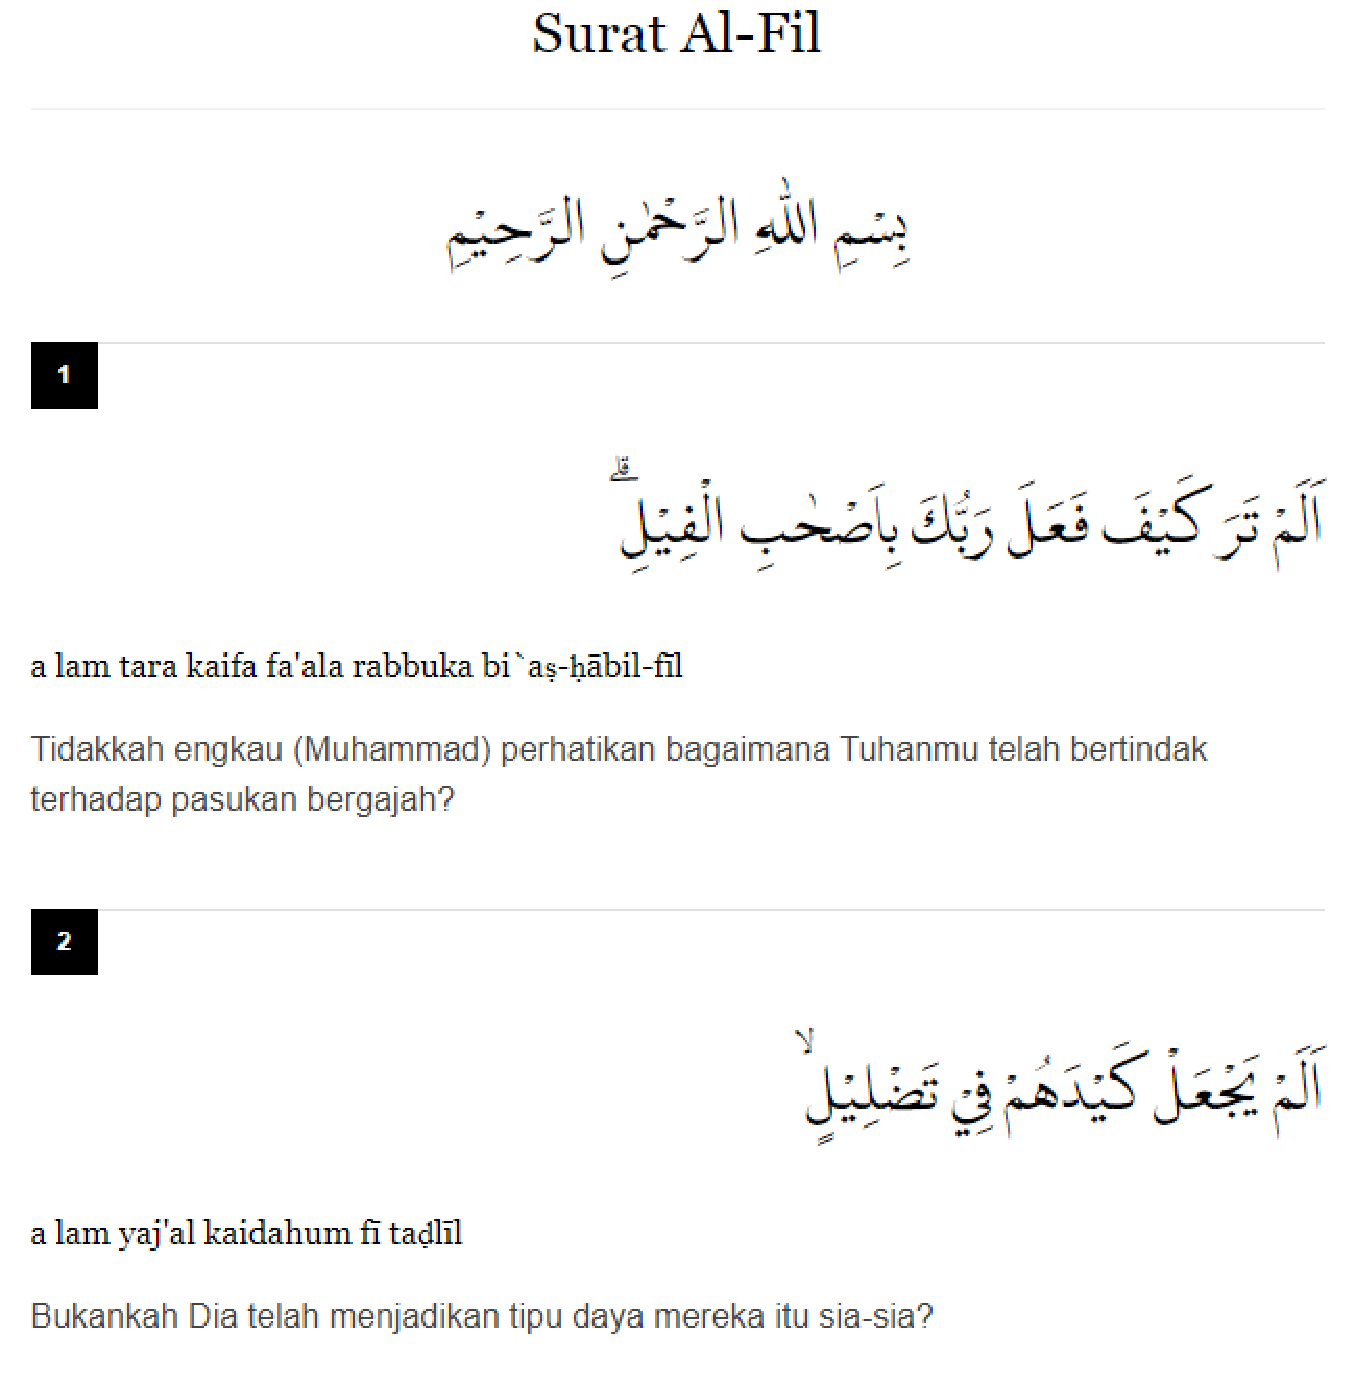 Surat Al-Fil
بِسْمِ اللّٰهِ الرَّحْمٰنِ الرَّحِيْمِ
1
اَلَمْ تَرَ كَيْفَ فَعَلَ رَبُّكَ بِاَصْحٰبِ الْفِيْلِۗ
a lam tara kaifa fa'ala rabbuka bi`aṣ-ḥābil-fīl
Tidakkah engkau (Muhammad) perhatikan bagaimana Tuhanmu telah bertindak
terhadap pasukan bergajah?
2
اَلَمْ يَجْعَلْ كَيْدَهُمْ فِيْ تَضْلِيْلٍۙ
a lam yaj'al kaidahum fī taḍlīl
Bukankah Dia telah menjadikan tipu daya mereka itu sia-sia?